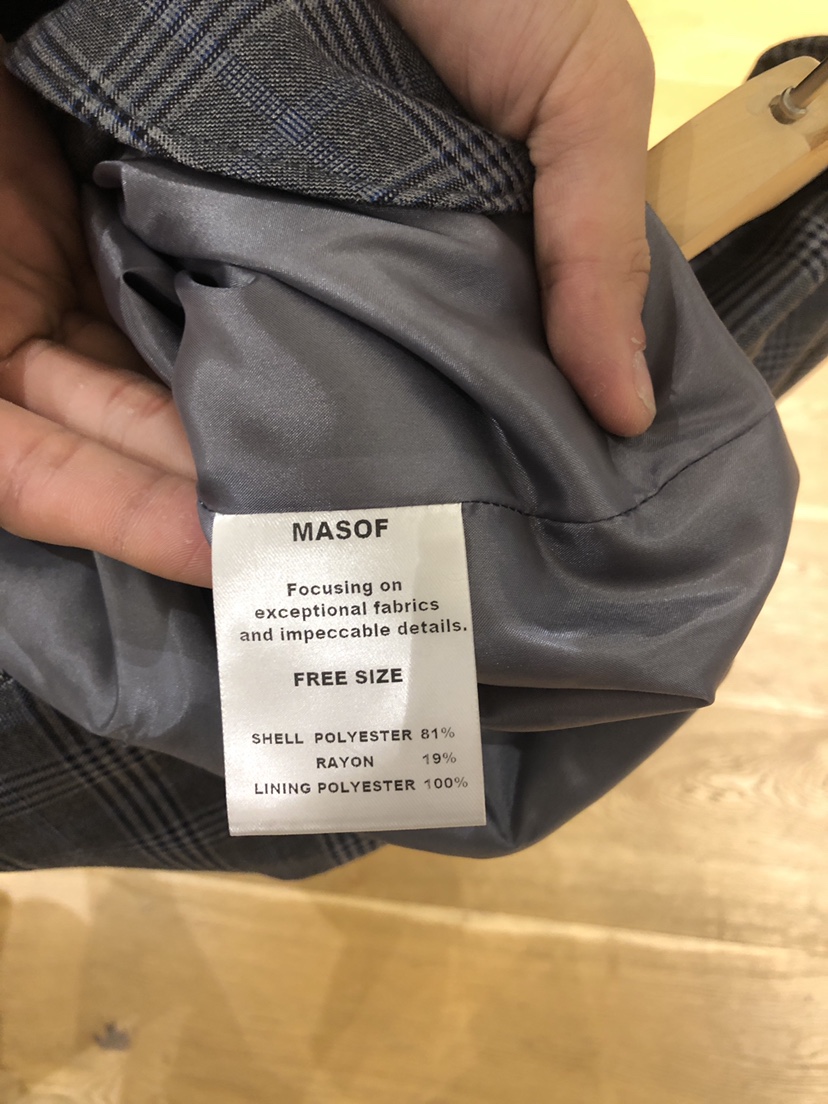 MASOF
Focusing on
exceptional fabrics
and impeccable details.
FREE SIZE
SHELL POLYESTER 81%
RAYON 19%
LINING POLYESTER 100%